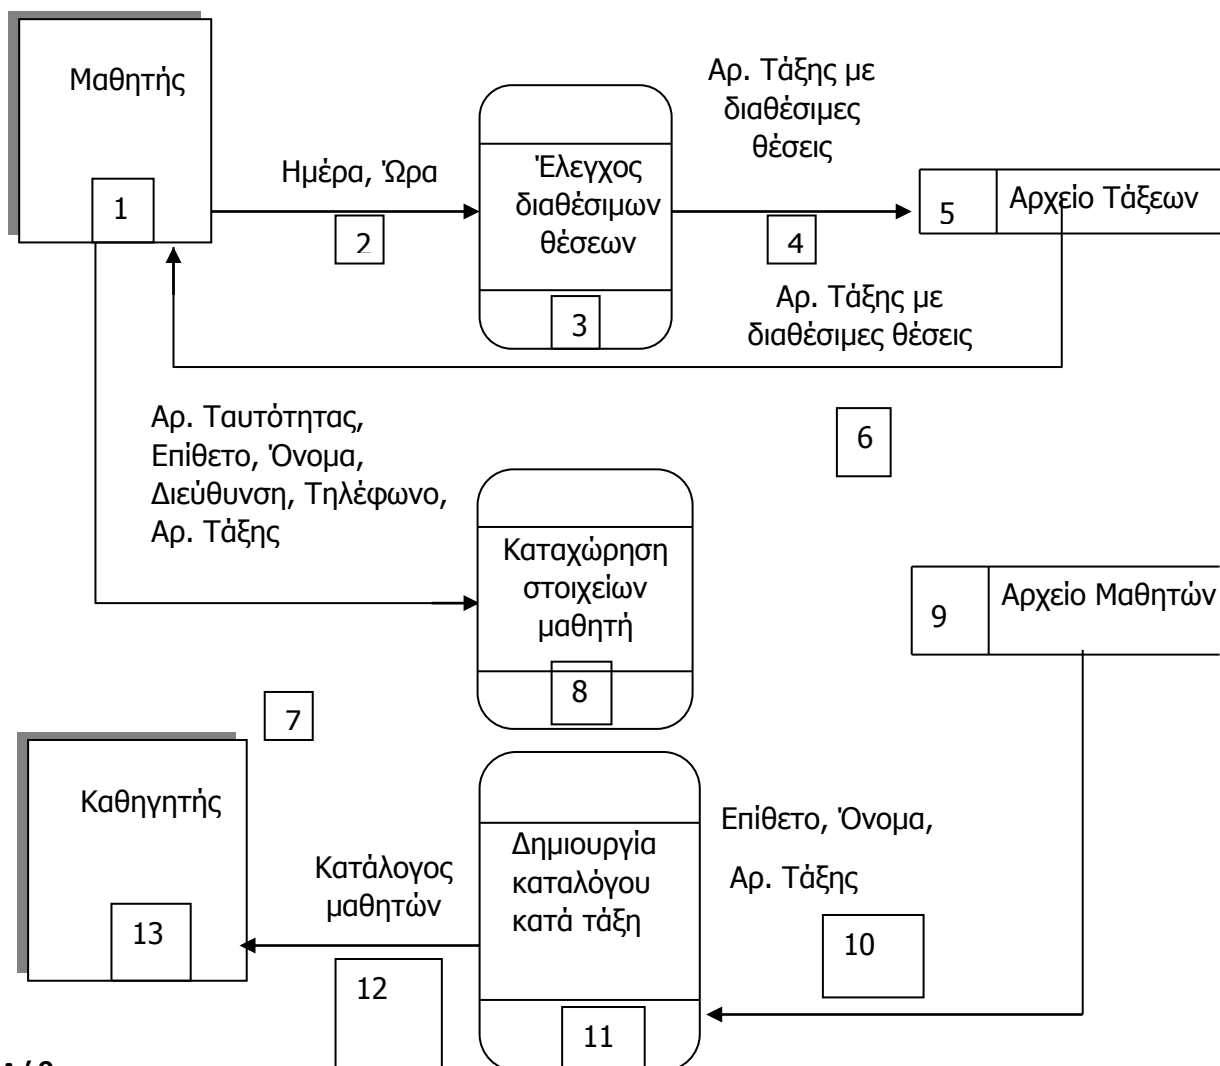 Μαθητής
1
Ημέρα, Ώρα
2
Έλεγχος
διαθέσιμων
θέσεων
3
Αρ. Τάξης με
διαθέσιμες
θέσεις
4
5
Αρχείο Τάξεων
Αρ. Τάξης με
διαθέσιμες θέσεις
6
Αρ. Ταυτότητας,
Επίθετο, Όνομα,
Διεύθυνση, Τηλέφωνο,
Αρ. Τάξης
7
Καταχώρηση
στοιχείων
μαθητή
8
9
Αρχείο Μαθητών
Επίθετο, Όνομα,
Αρ. Τάξης
10
Δημιουργία
καταλόγου
κατά τάξη
11
Κατάλογος
μαθητών
12
Καθηγητής
13